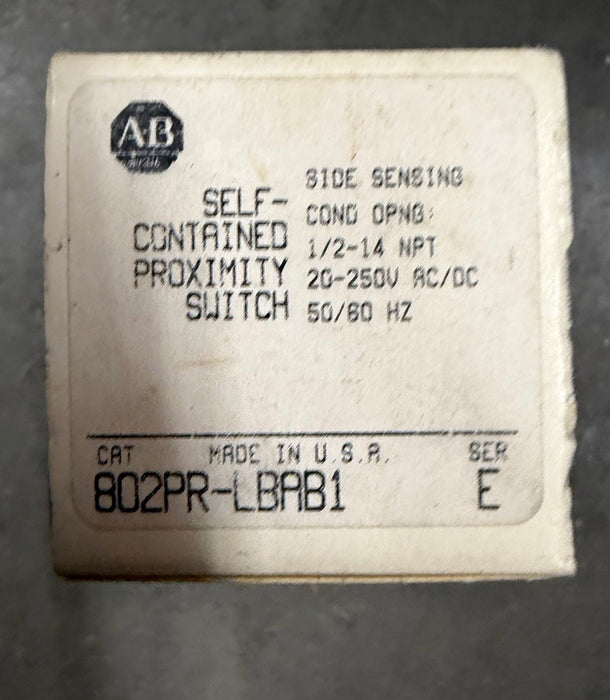 AB
SELF-
CONTAINED
PROXIMITY
SWITCH
SIDE SENSING
COND OPNG:
1/2-14 NPT
20-250V AC/DC
50/60 HZ
CAT MADE IN U.S.A. SER
802PR-LBAB1 E